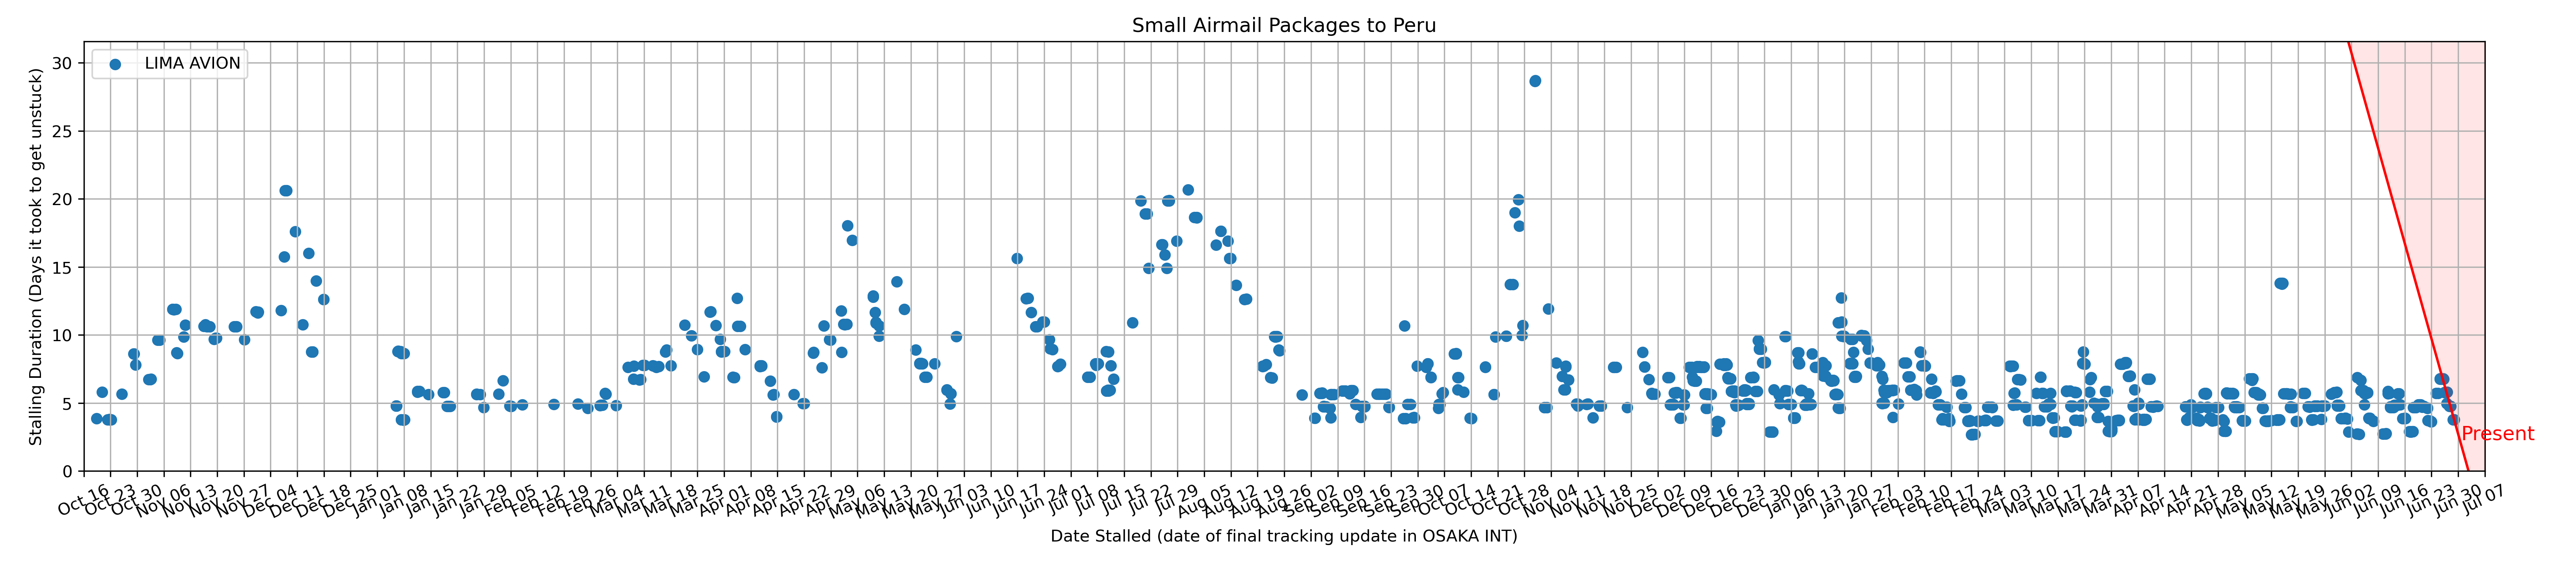 Small Airmail Packages to Peru
LIMA AVION
Stalling Duration (Days it took to get unstuck)
30
25
20
15
10
5
0
Present
Oct 16
Oct 23
Oct 30
Nov 06
Nov 13
Nov 20
Nov 27
Dec 04
Dec 11
Dec 18
Dec 25
Jan 01
Jan 08
Jan 15
Jan 22
Jan 29
Feb 05
Feb 12
Feb 19
Feb 26
Mar 04
Mar 11
Mar 18
Mar 25
Apr 01
Apr 08
Apr 15
Apr 22
Apr 29
May 06
May 13
May 20
May 27
Jun 03
Jun 10
Jun 17
Jun 24
Jul 01
Jul 08
Jul 15
Jul 22
Jul 29
Aug 05
Aug 12
Aug 19
Aug 26
Sep 02
Sep 09
Sep 16
Sep 23
Sep 30
Oct 07
Oct 14
Oct 21
Oct 28
Nov 04
Nov 11
Nov 18
Nov 25
Dec 02
Dec 09
Dec 16
Dec 23
Dec 30
Jan 06
Jan 13
Jan 20
Jan 27
Feb 03
Feb 10
Feb 17
Feb 24
Mar 03
Mar 10
Mar 17
Mar 24
Mar 31
Apr 07
Apr 14
Apr 21
Apr 28
May 05
May 12
May 19
May 26
Jun 02
Jun 09
Jun 16
Jun 23
Jun 30
Jul 07
Date Stalled (date of final tracking update in OSAKA INT)